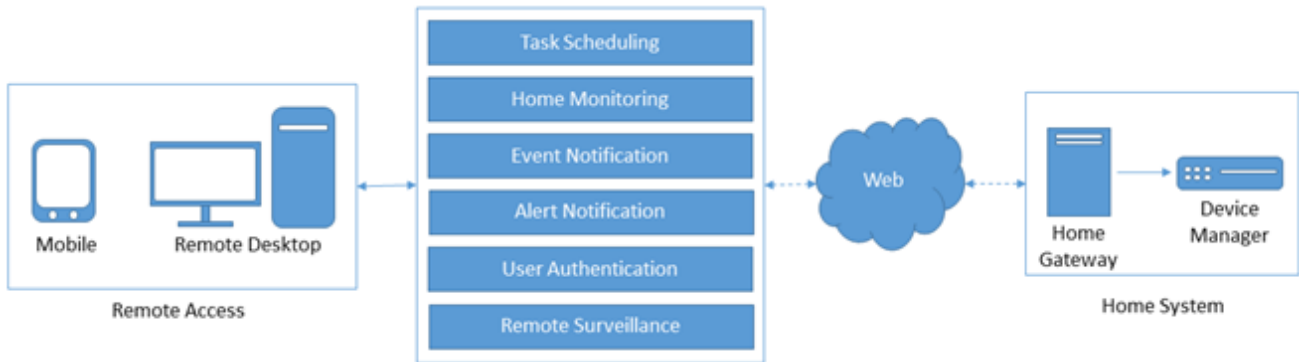 Task Scheduling
Home Monitoring
Event Notification
Alert Notification
User Authentication
Remote Surveillance
Mobile
Remote Desktop
Remote Access
Web
Home
Gateway
Device
Manager
Home System